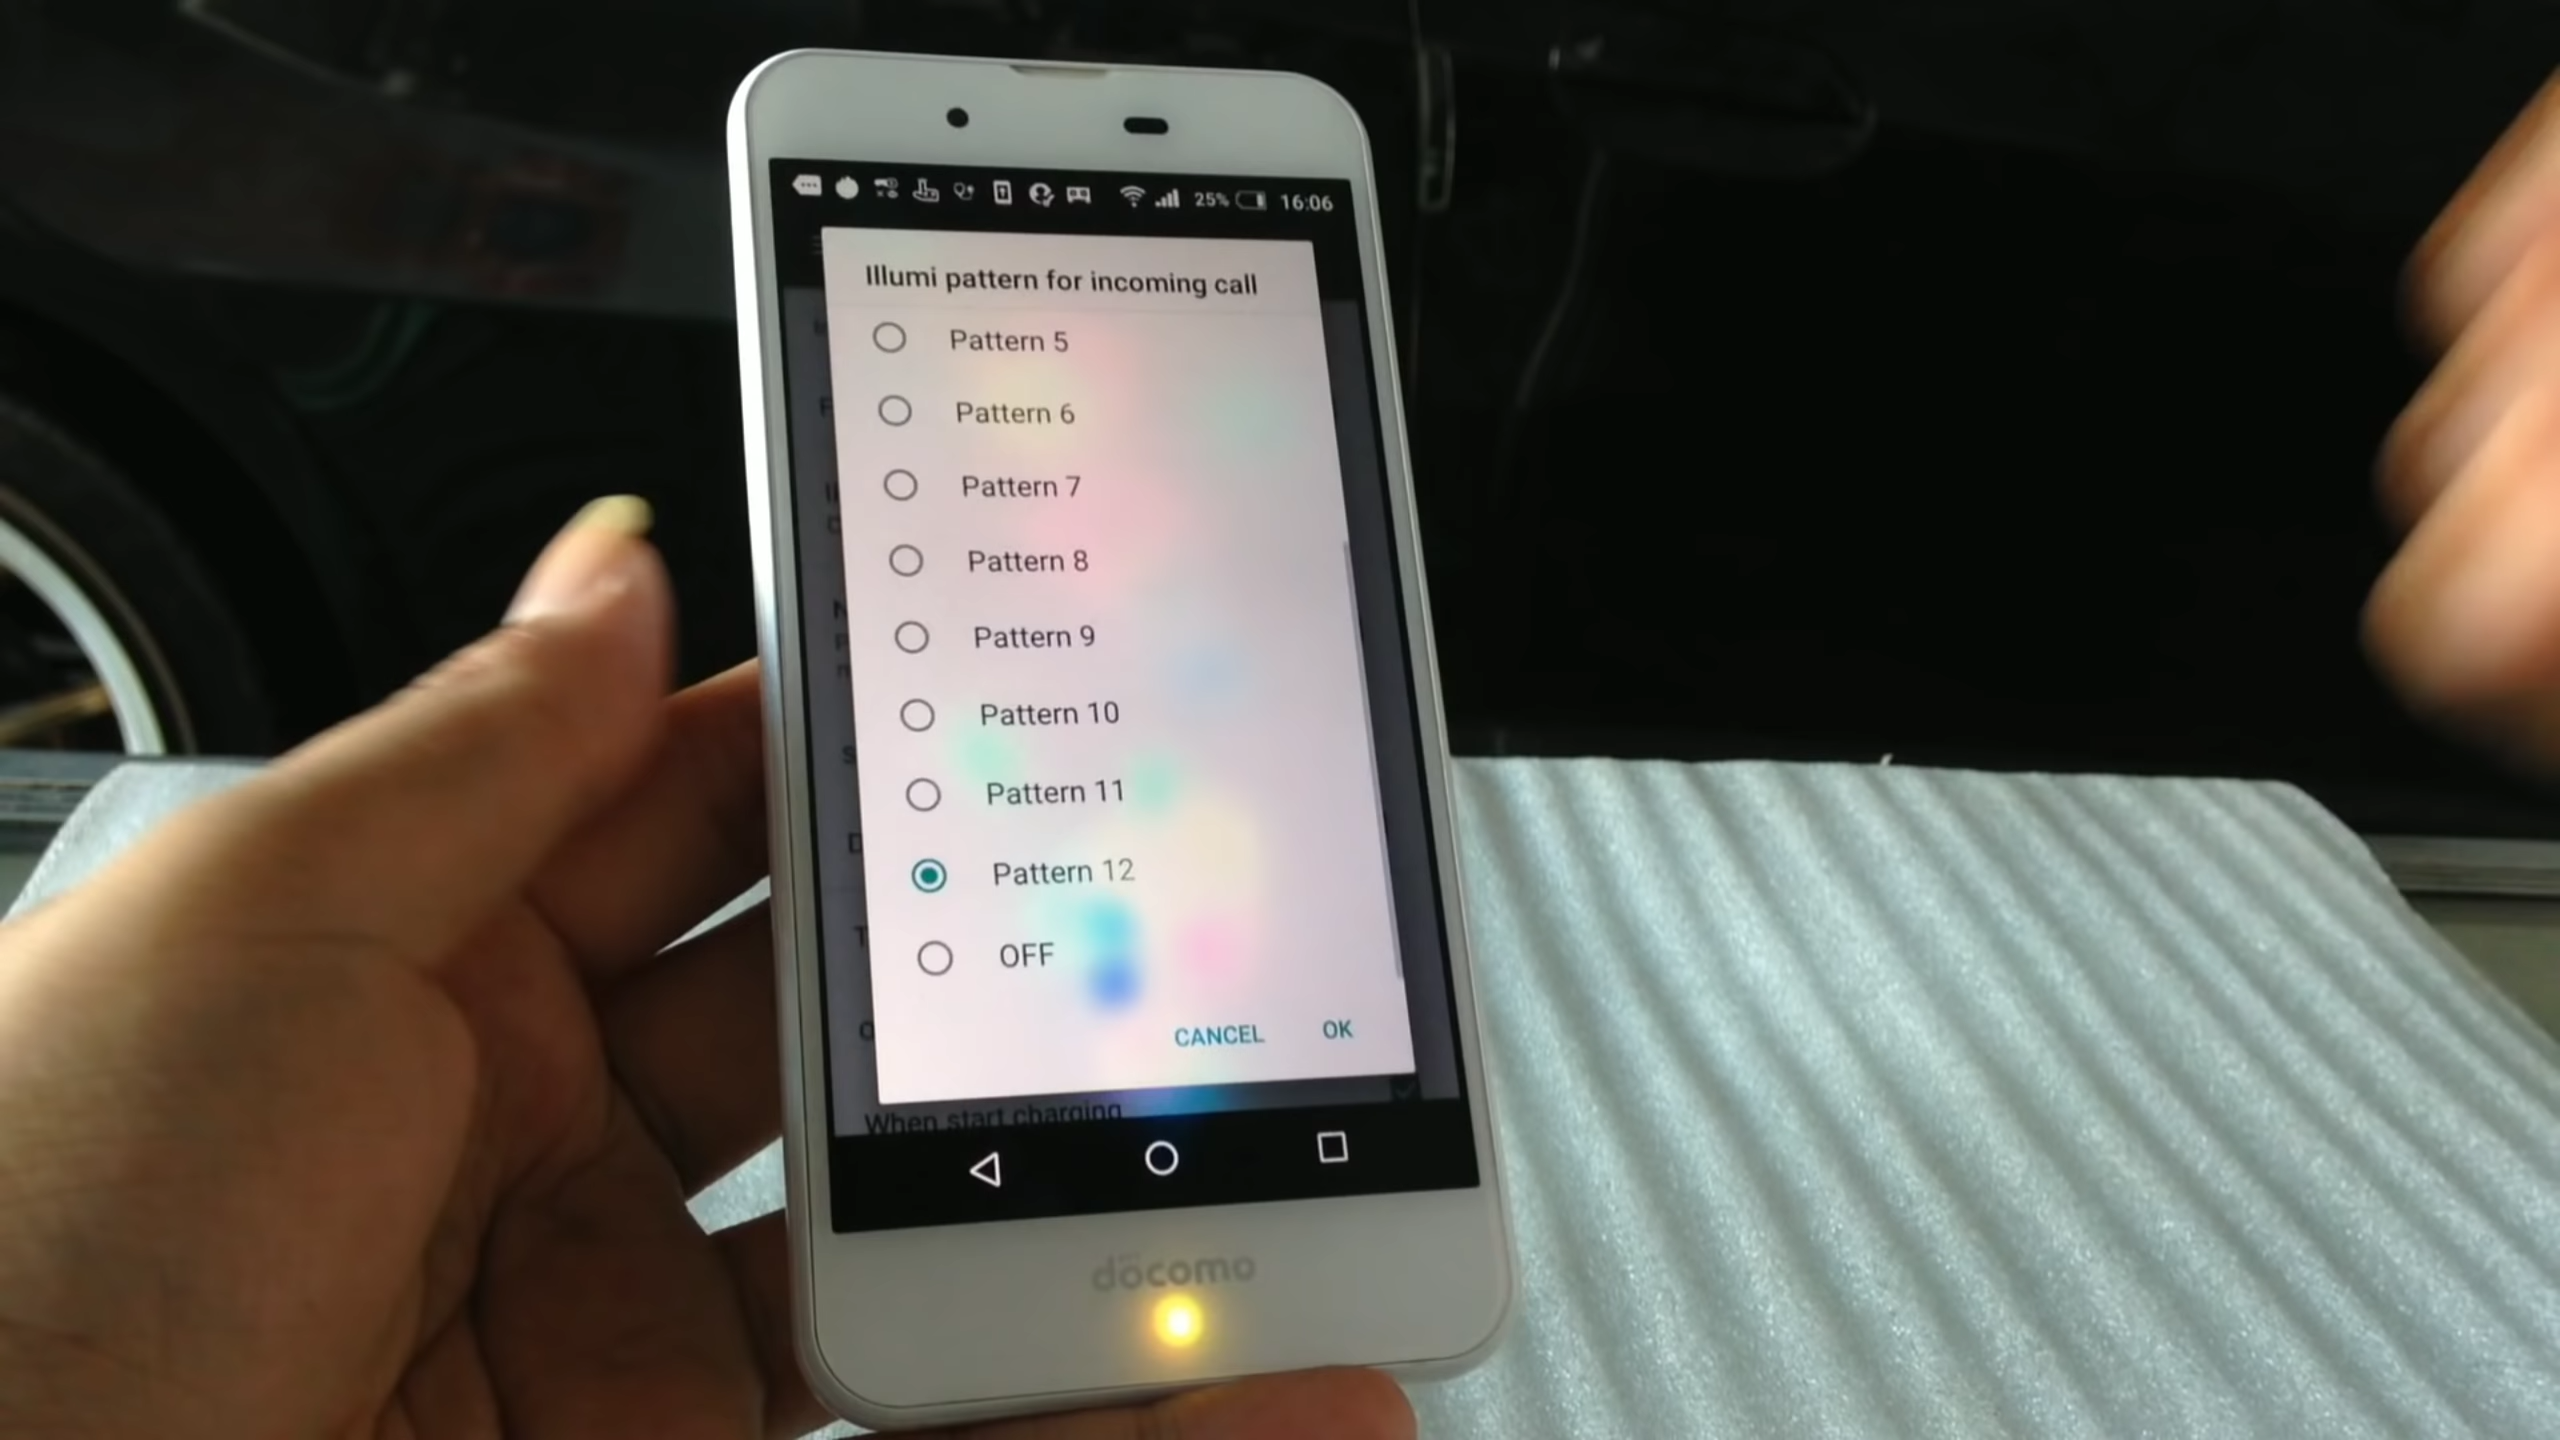 25% 16:06
Illumi pattern for incoming call
Pattern 5
Pattern 6
Pattern 7
Pattern 8
Pattern 9
Pattern 10
Pattern 11
Pattern 12
OFF
CANCEL OK
When start charging
docomo